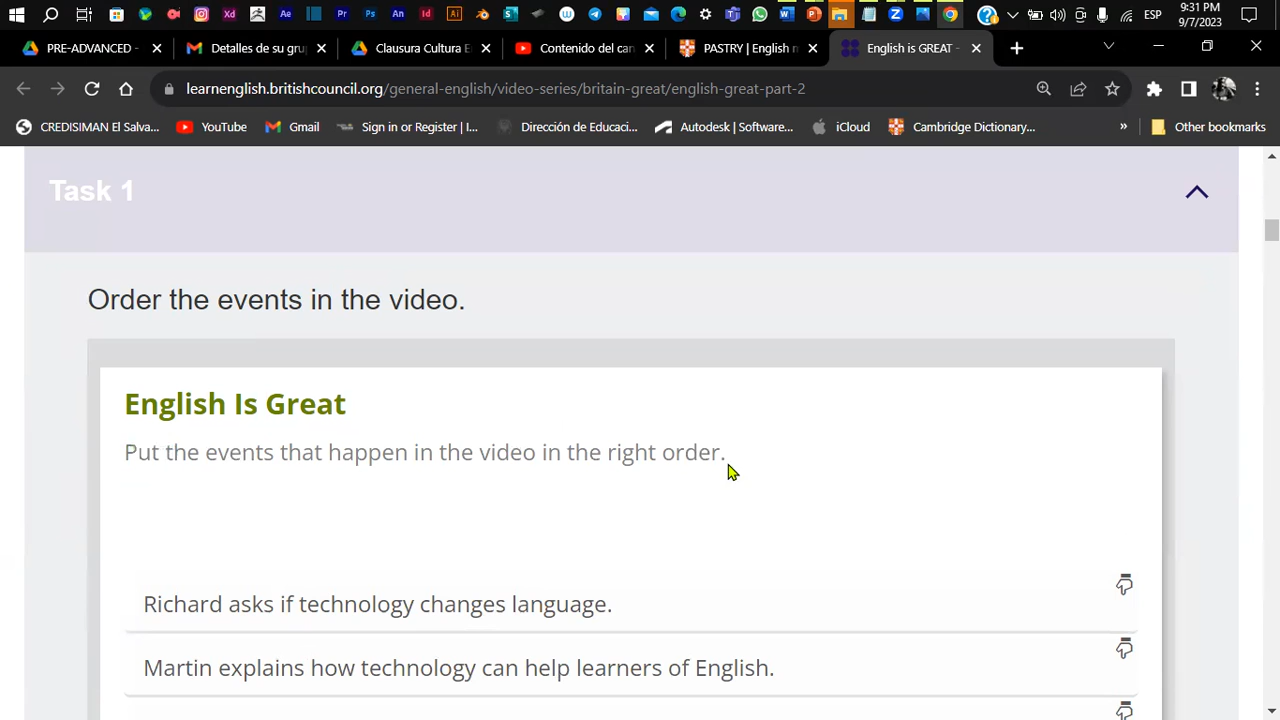 9:31 PM
ESP
9/7/2023
PRE-ADVANCED -
Detalles de su gru
Clausura Cultura E
Contenido del can
PASTRY | English m
English is GREAT -
learnenglish.britishcouncil.org/general-english/video-series/britain-great/english-great-part-2
CREDISIMAN El Salva...
YouTube
Gmail
Sign in or Register | I...
Dirección de Educaci...
Autodesk | Software...
iCloud
Cambridge Dictionary...
»
Other bookmarks
Task 1
Order the events in the video.
English Is Great
Put the events that happen in the video in the right order.
Richard asks if technology changes language.
Martin explains how technology can help learners of English.